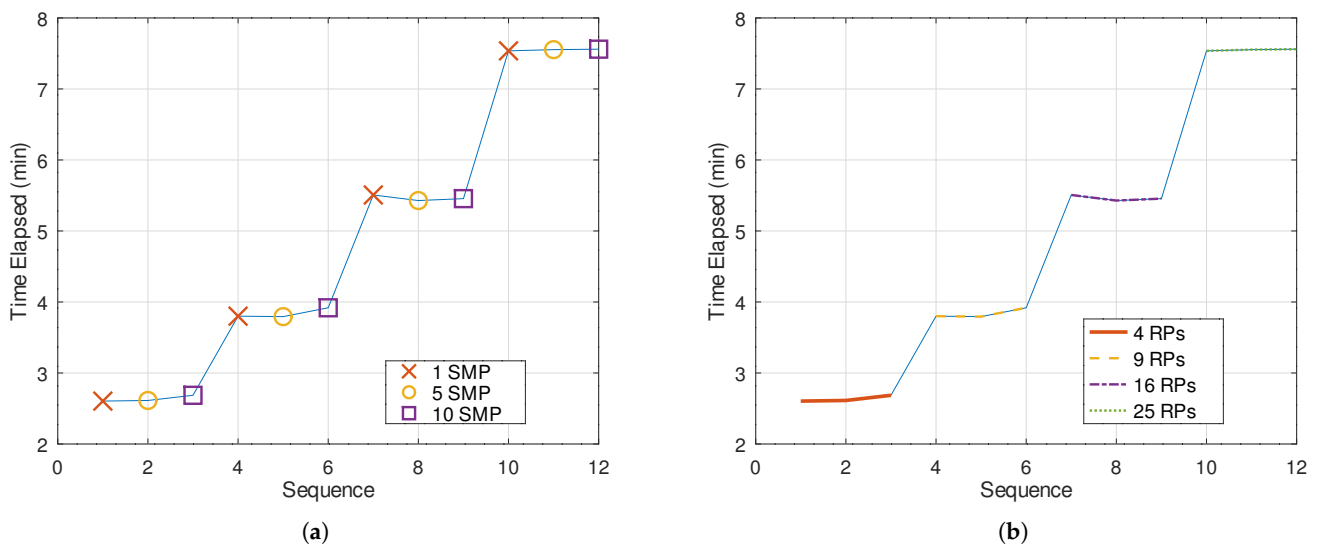 8
7
6
5
4
3
2
Time Elapsed (min)
1 SMP
5 SMP
10 SMP
0 2 4 6 8 10 12
Sequence
(a)
8
7
6
5
4
3
2
Time Elapsed (min)
4 RPs
9 RPs
16 RPs
25 RPs
0 2 4 6 8 10 12
Sequence
(b)